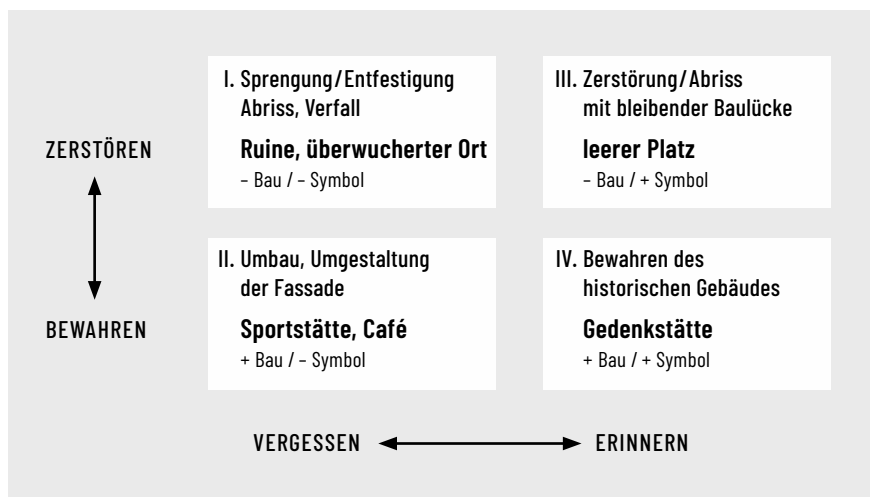 ZERSTÖREN
BEWAHREN
I. Sprengung/Entfestigung
Abriss, Verfall
Ruine, überwucherter Ort
– Bau / – Symbol
III. Zerstörung/Abriss
mit bleibender Baulücke
leerer Platz
– Bau / + Symbol
II. Umbau, Umgestaltung
der Fassade
Sportstätte, Café
+ Bau / – Symbol
IV. Bewahren des
historischen Gebäudes
Gedenkstätte
+ Bau / + Symbol
VERGESSEN
ERINNERN